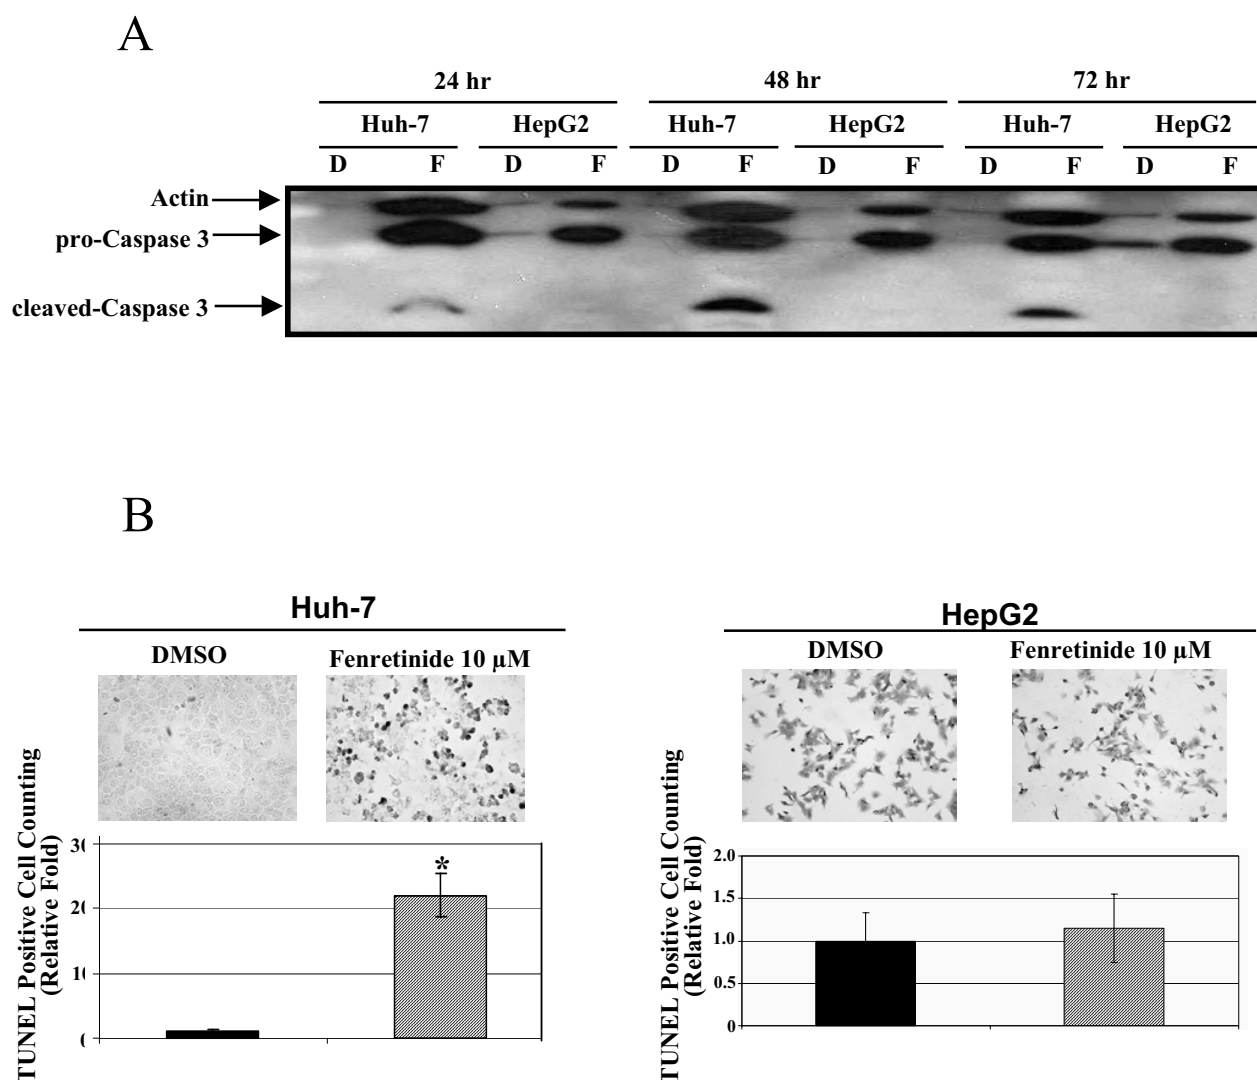 A
24 hr 48 hr 72 hr
Huh-7 HepG2 Huh-7 HepG2 Huh-7 HepG2
D F D F D F D F D F D F
Actin
pro-Caspase 3
cleaved-Caspase 3
B
Huh-7
DMSO Fenretinide 10 µM
TUNEL Positive Cell Counting
(Relative Fold)
*
HepG2
DMSO Fenretinide 10 µM
TUNEL Positive Cell Counting
(Relative Fold)
2.0
1.5
1.0
0.5
0